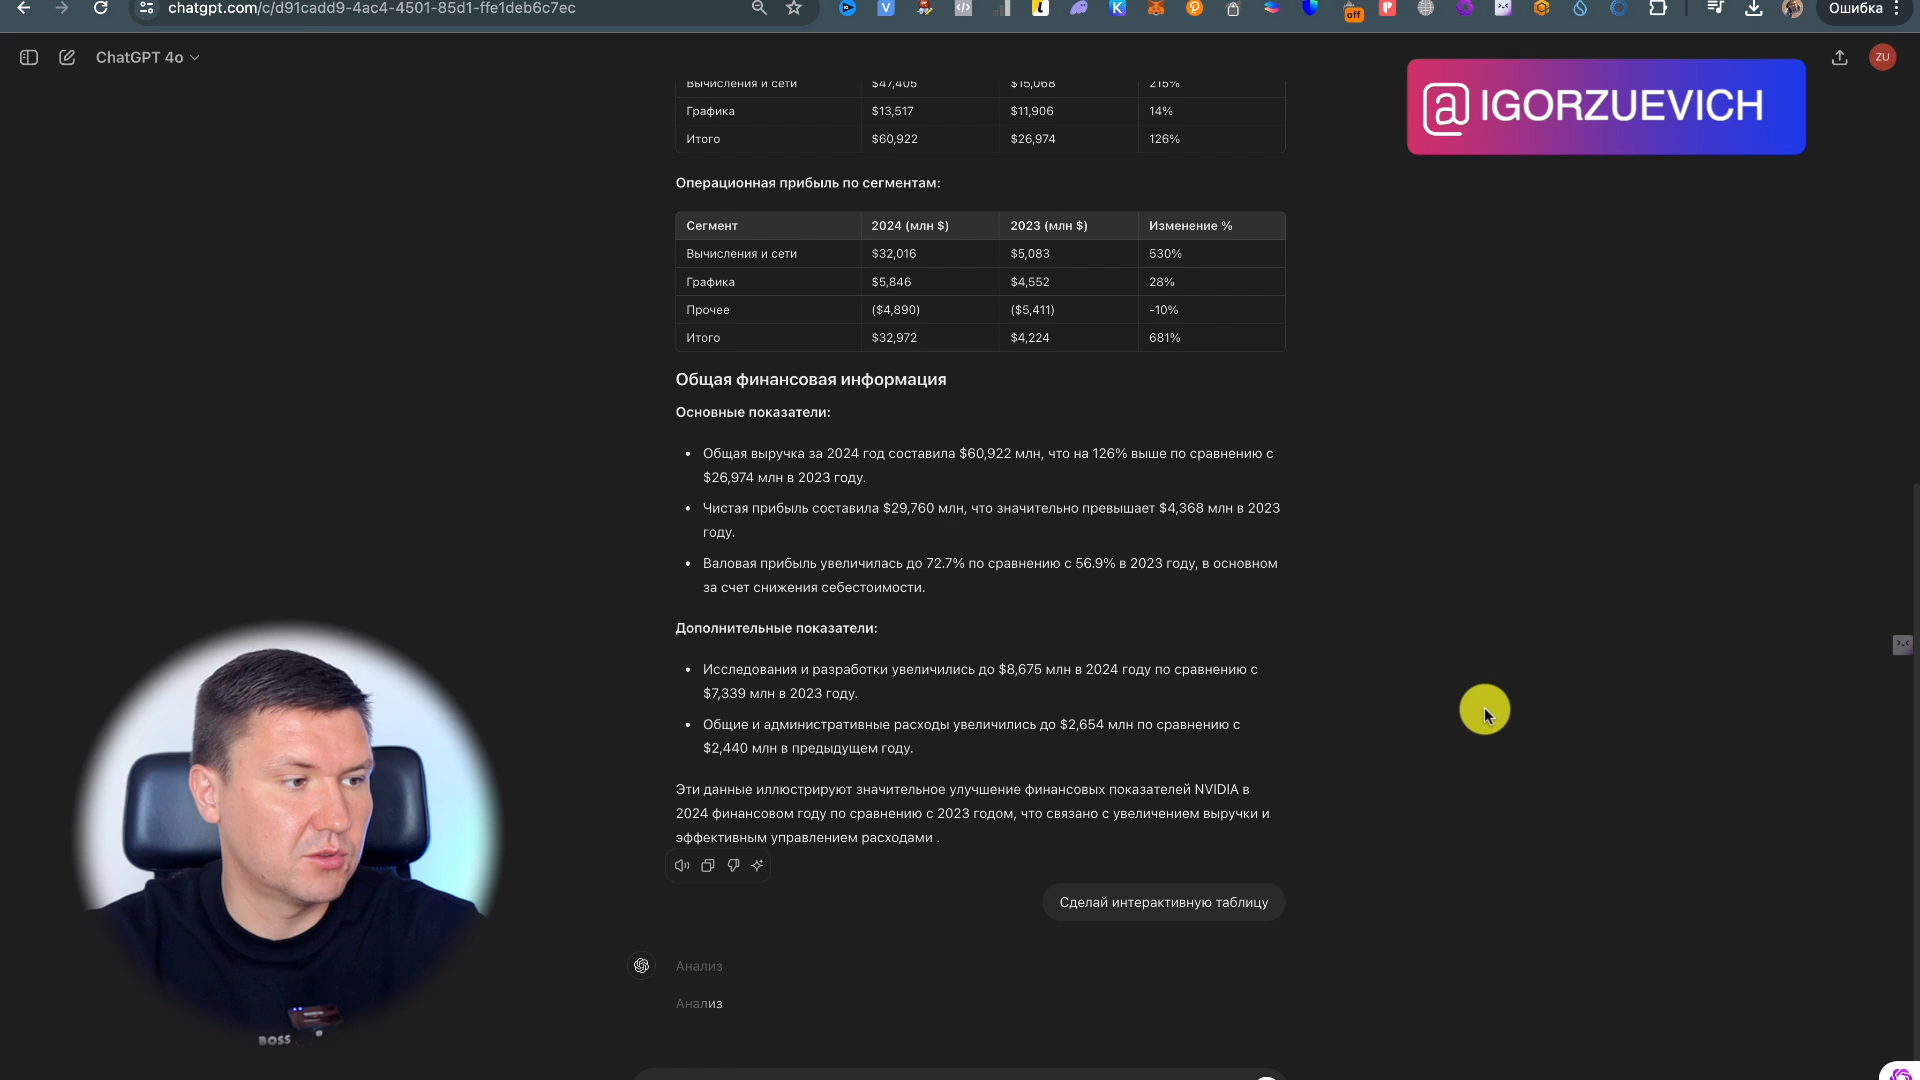 chatgpt.com/c/d91cadd9-4ac4-4501-85d1-ffe1deb6c7ec
off
Ошибка
ChatGPT 4o
ZU
@IGORZUEVICH
Вычисления и сети $47,405 $15,068 215%
Графика $13,517 $11,906 14%
Итого $60,922 $26,974 126%
Операционная прибыль по сегментам:
Сегмент 2024 (млн $) 2023 (млн $) Изменение %
Вычисления и сети $32,016 $5,083 530%
Графика $5,846 $4,552 28%
Прочее ($4,890) ($5,411) -10%
Итого $32,972 $4,224 681%
Общая финансовая информация
Основные показатели:
• Общая выручка за 2024 год составила $60,922 млн, что на 126% выше по сравнению с
$26,974 млн в 2023 году.
• Чистая прибыль составила $29,760 млн, что значительно превышает $4,368 млн в 2023
году.
• Валовая прибыль увеличилась до 72.7% по сравнению с 56.9% в 2023 году, в основном
за счет снижения себестоимости.
Дополнительные показатели:
• Исследования и разработки увеличились до $8,675 млн в 2024 году по сравнению с
$7,339 млн в 2023 году.
• Общие и административные расходы увеличились до $2,654 млн по сравнению с
$2,440 млн в предыдущем году.
Эти данные иллюстрируют значительное улучшение финансовых показателей NVIDIA в
2024 финансовом году по сравнению с 2023 годом, что связано с увеличением выручки и
эффективным управлением расходами .
Сделай интерактивную таблицу
Анализ
Анализ
BOSS